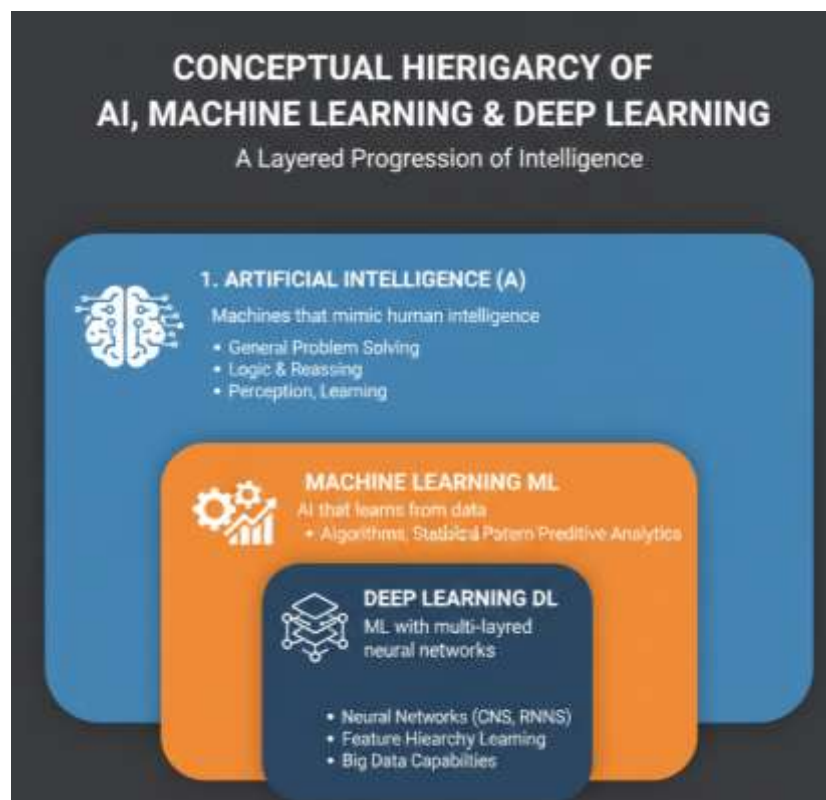 CONCEPTUAL HIERIGARCY OF
AI, MACHINE LEARNING & DEEP LEARNING
A Layered Progression of Intelligence
1. ARTIFICIAL INTELLIGENCE (A)
Machines that mimic human intelligence
• General Problem Solving
• Logic & Reassing
• Perception, Learning
MACHINE LEARNING ML
AI that learns from data
• Algorithms, Statisical Patern Preditive Analytics
DEEP LEARNING DL
ML with multi-layred
neural networks
• Neural Networks (CNS, RNNS)
• Feature Hiearchy Learning
• Big Data Capabilties